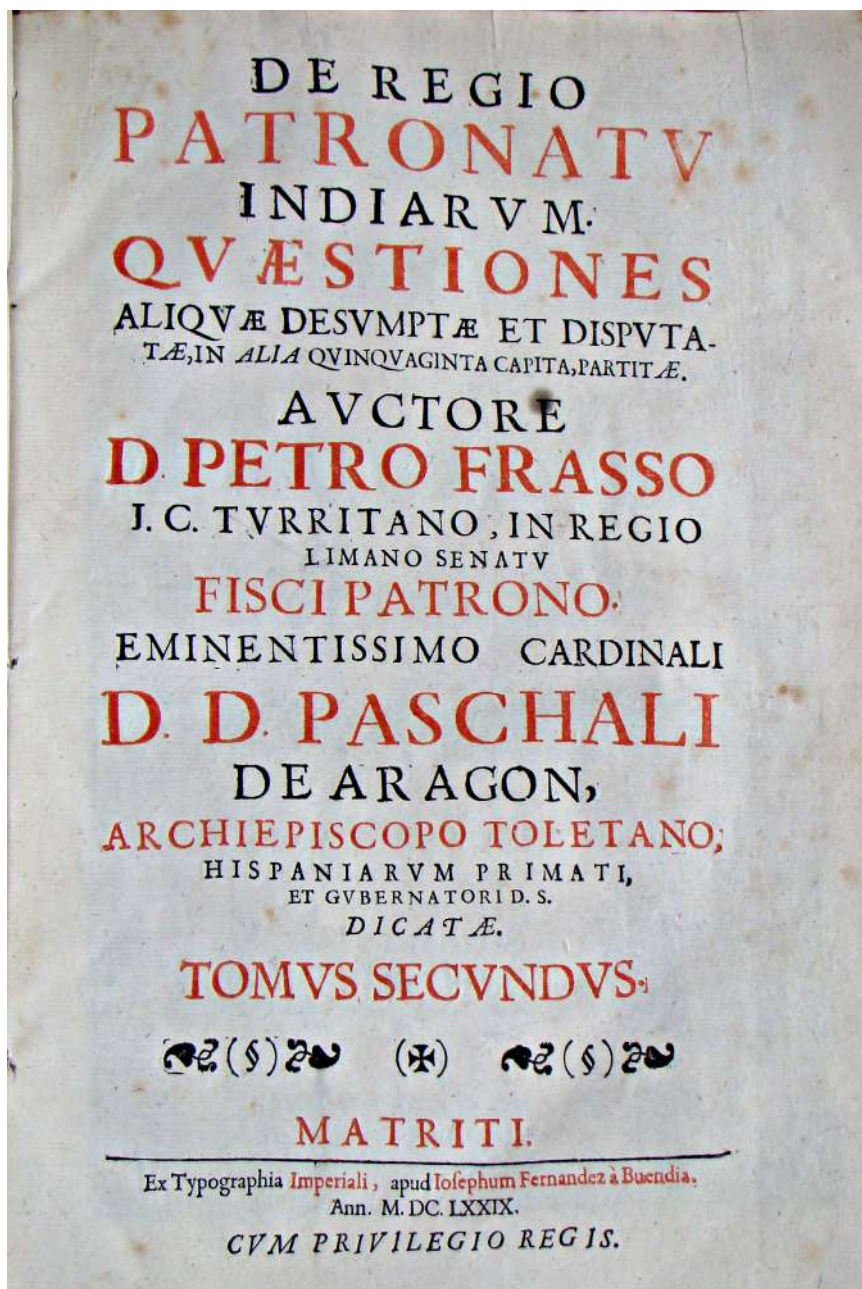 DE REGIO
PATRONATV
INDIARVM.
QVÆSTIONES
ALIQVÆ DESVMPTÆ ET DISPVTA-
TÆ, IN ALIA QVINQVAGINTA CAPITA, PARTITÆ.
AVCTORE
D. PETRO FRASSO
J. C. TVRRITANO, IN REGIO
LIMANO SENATV
FISCI PATRONO.
EMINENTISSIMO CARDINALI
D. D. PASCHALI
DE ARAGON,
ARCHIEPISCOPO TOLETANO,
HISPANIARVM PRIMATI,
ET GVBERNATORI D. S.
DICATÆ.
TOMVS SECVNDVS.
(§) (✠) (§)
MATRITI.
Ex Typographia Imperiali, apud Iosephum Fernandez à Buendia.
Ann. M. DC. LXXIX.
CVM PRIVILEGIO REGIS.